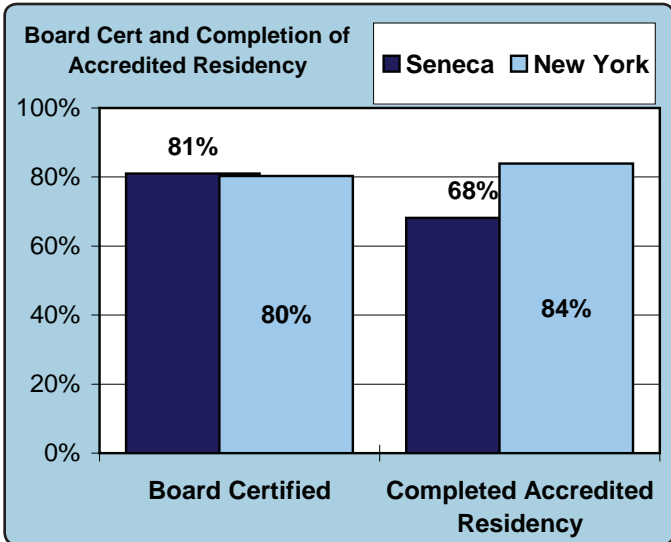 Board Cert and Completion of
Accredited Residency
Seneca New York
100%
80%
60%
40%
20%
0%
81%
80%
68%
84%
Board Certified
Completed Accredited
Residency